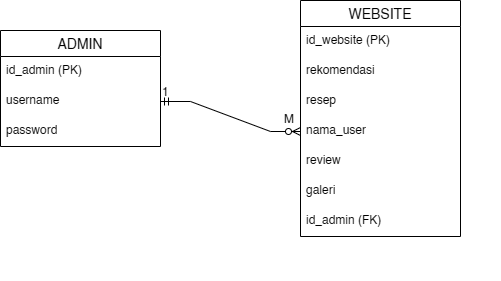 ADMIN
id_admin (PK)
username
password
1
M
WEBSITE
id_website (PK)
rekomendasi
resep
nama_user
review
galeri
id_admin (FK)